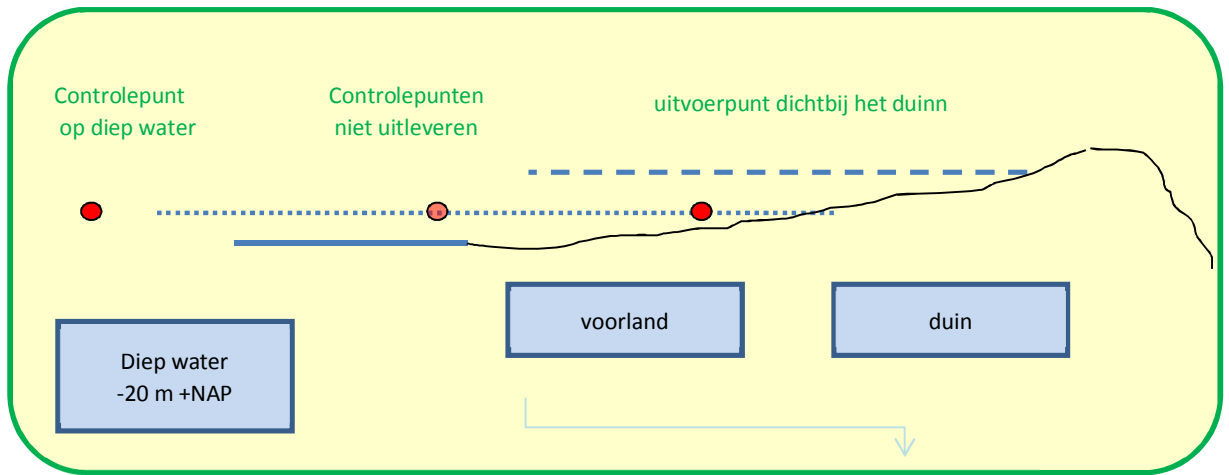 Controlepunt
op diep water
Controlepunten
niet uitleveren
uitvoerpunt dichtbij het duinn
voorland
duin
Diep water
-20 m +NAP